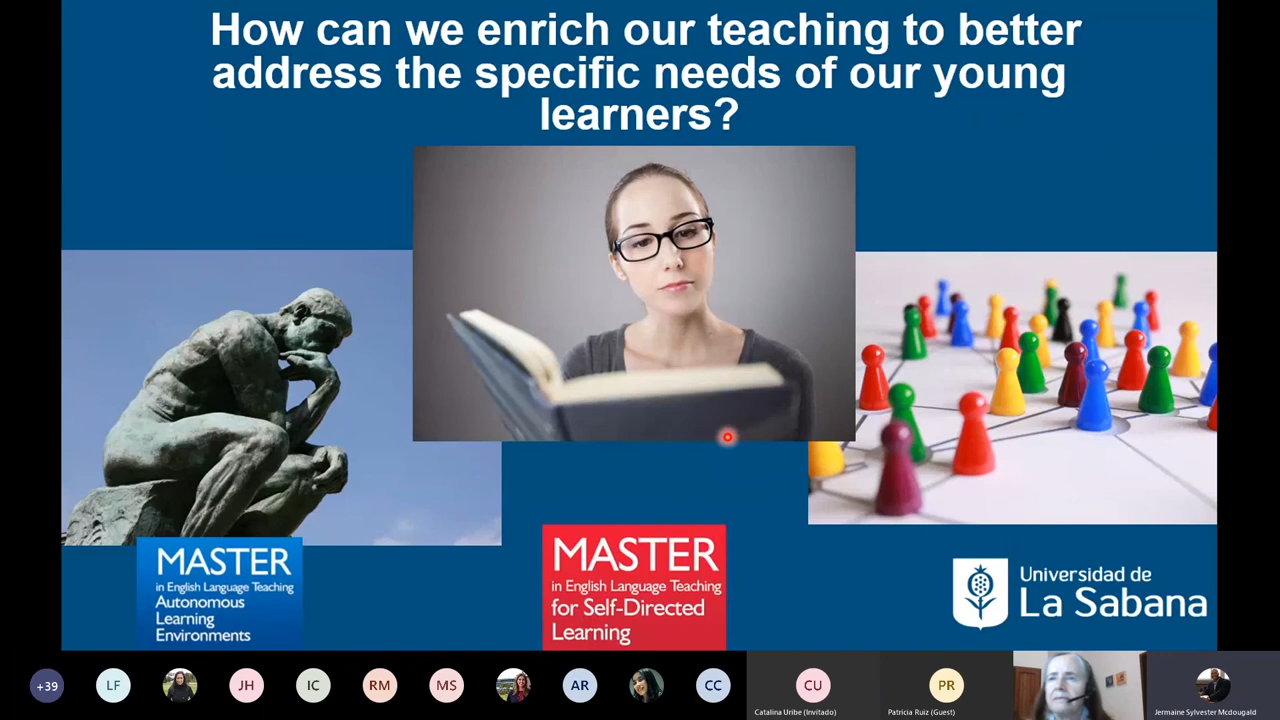 How can we enrich our teaching to better
address the specific needs of our young
learners?
MASTER
in English Language Teaching
Autonomous
Learning
Environments
MASTER
in English Language Teaching
for Self-Directed
Learning
Universidad de
La Sabana
+39
LF
JH
IC
RM
MS
AR
CC
CU
Catalina Uribe (Invitado)
PR
Patricia Ruiz (Guest)
Jermaine Sylvester Mcdougald